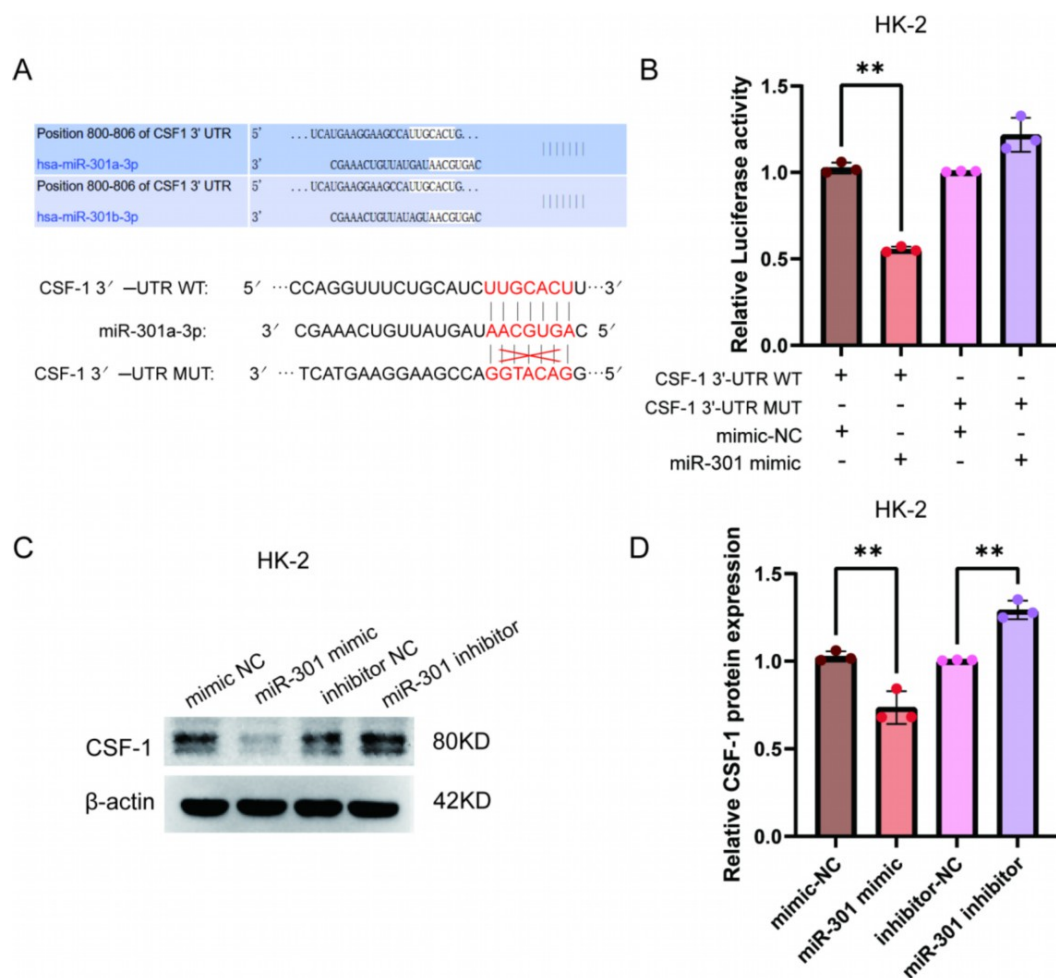 A
Position 800-806 of CSF1 3' UTR 5' ...UCAUGAAGGAAGCCAUUGCACUG...
hsa-miR-301a-3p 3' CGAAACUGUUAUGAUAACGUGAC
Position 800-806 of CSF1 3' UTR 5' ...UCAUGAAGGAAGCCAUUGCACUG...
hsa-miR-301b-3p 3' CGAAACUGUUAUAGUAACGUGAC
CSF-1 3′ —UTR WT: 5′ ···CCAGGUUUCUGCAUCUUGCACUU···3′
miR-301a-3p: 3′ CGAAACUGUUAUGAUAACGUGAC 5′
CSF-1 3′ —UTR MUT: 3′ ···TCATGAAGGAAGCCAGGTACAGG···5′
B
HK-2
Relative Luciferase activity
1.5
**
1.0
0.5
0.0
CSF-1 3'-UTR WT + + - -
CSF-1 3'-UTR MUT - - + +
mimic-NC + - + -
miR-301 mimic - + - +
C
HK-2
mimic NC
miR-301 mimic
inhibitor NC
miR-301 inhibitor
CSF-1 80KD
β-actin 42KD
D
HK-2
Relative CSF-1 protein expression
** **
1.5
1.0
0.5
0.0
mimic-NC
miR-301 mimic
inhibitor-NC
miR-301 inhibitor